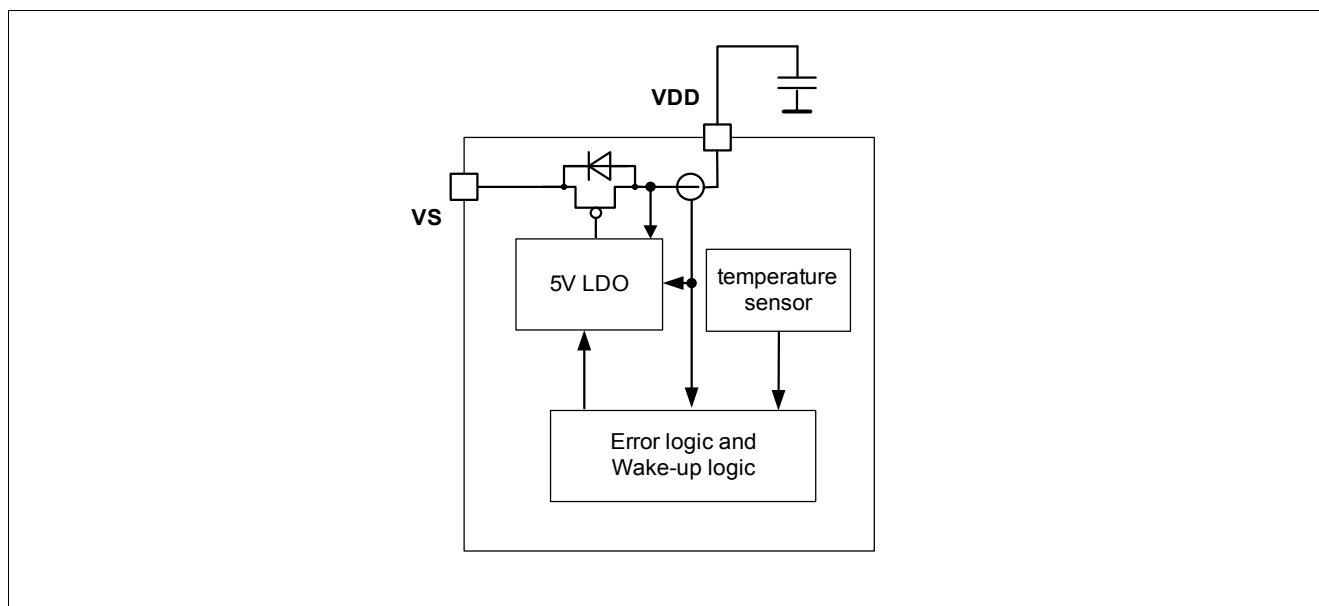 VDD
VS
5V LDO
temperature
sensor
Error logic and
Wake-up logic